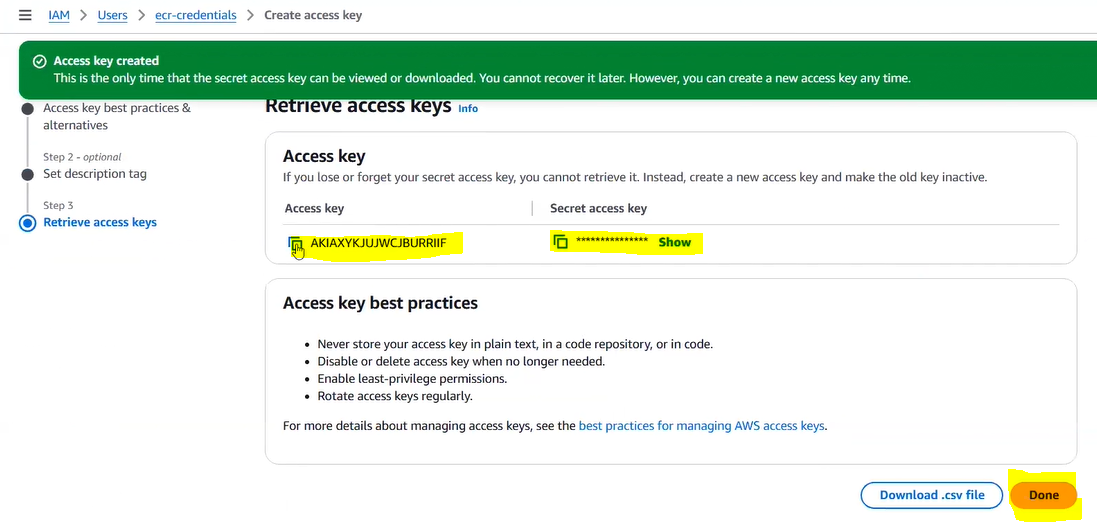 IAM > Users > ecr-credentials > Create access key
Access key created
This is the only time that the secret access key can be viewed or downloaded. You cannot recover it later. However, you can create a new access key any time.
Access key best practices &
alternatives
Step 2 - optional
Set description tag
Step 3
Retrieve access keys
Retrieve access keys Info
Access key
If you lose or forget your secret access key, you cannot retrieve it. Instead, create a new access key and make the old key inactive.
Access key
Secret access key
AKIAXYKJUJWCJBURRIIF
*************** Show
Access key best practices
• Never store your access key in plain text, in a code repository, or in code.
• Disable or delete access key when no longer needed.
• Enable least-privilege permissions.
• Rotate access keys regularly.
For more details about managing access keys, see the best practices for managing AWS access keys.
Download .csv file
Done